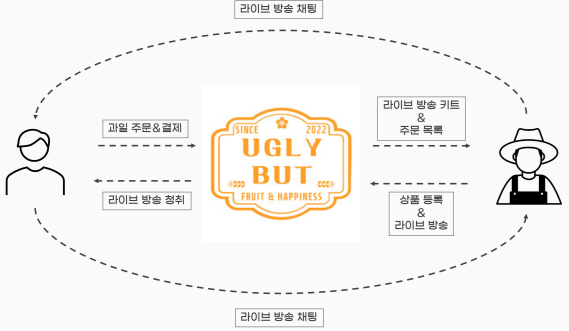 라이브 방송 채팅
과일 주문&결제
라이브 방송 청취
SINCE 2022
UGLY
BUT
FRUIT & HAPPINESS
라이브 방송 키트
&
주문 목록
상품 등록
&
라이브 방송
라이브 방송 채팅